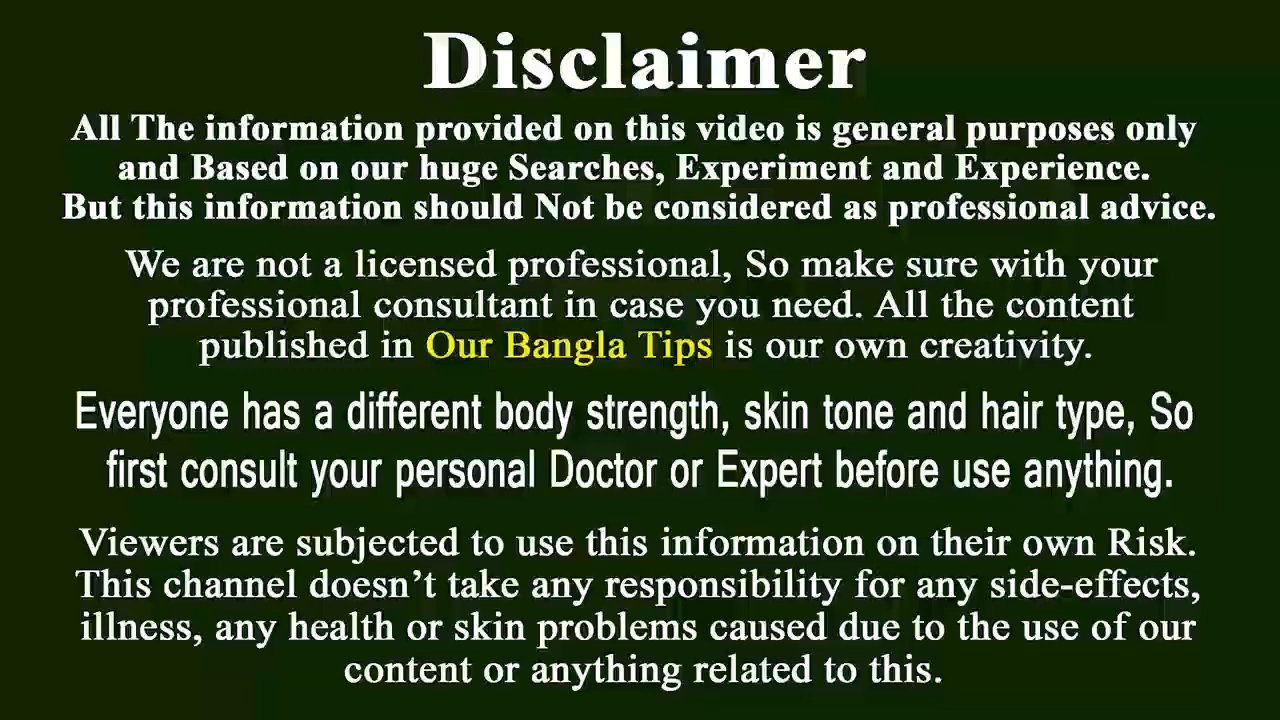 Disclaimer
All The information provided on this video is general purposes only
and Based on our huge Searches, Experiment and Experience.
But this information should Not be considered as professional advice.
We are not a licensed professional, So make sure with your
professional consultant in case you need. All the content
published in Our Bangla Tips is our own creativity.
Everyone has a different body strength, skin tone and hair type, So
first consult your personal Doctor or Expert before use anything.
Viewers are subjected to use this information on their own Risk.
This channel doesn’t take any responsibility for any side-effects,
illness, any health or skin problems caused due to the use of our
content or anything related to this.